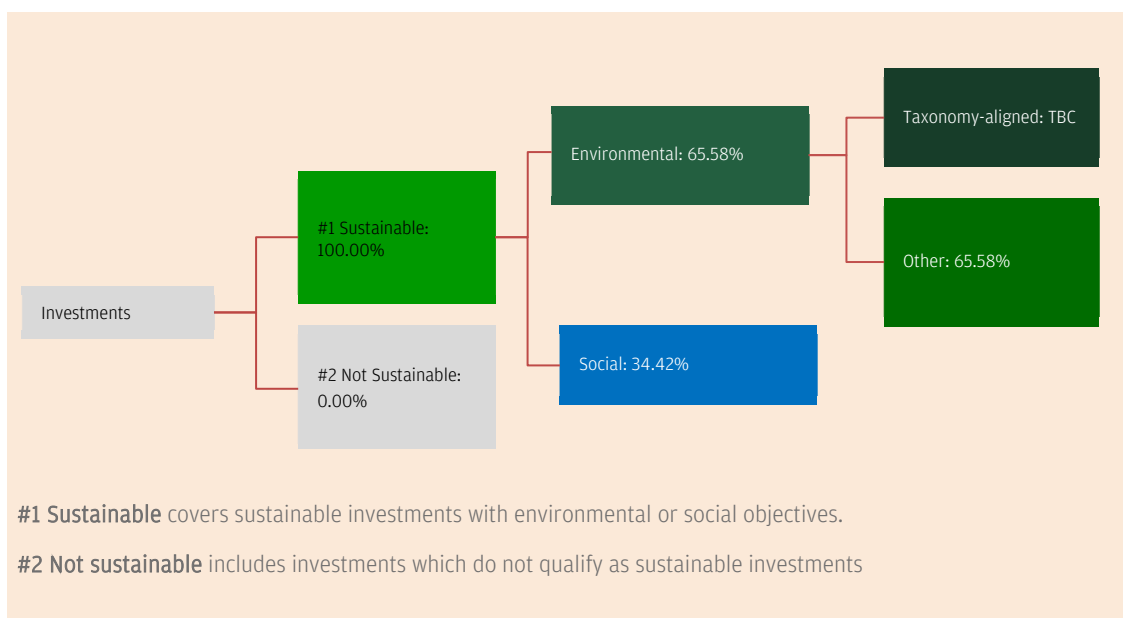 Taxonomy-aligned: TBC
Environmental: 65.58%
#1 Sustainable:
100.00%
Other: 65.58%
Investments
#2 Not Sustainable:
0.00%
Social: 34.42%
#1 Sustainable covers sustainable investments with environmental or social objectives.
#2 Not sustainable includes investments which do not qualify as sustainable investments